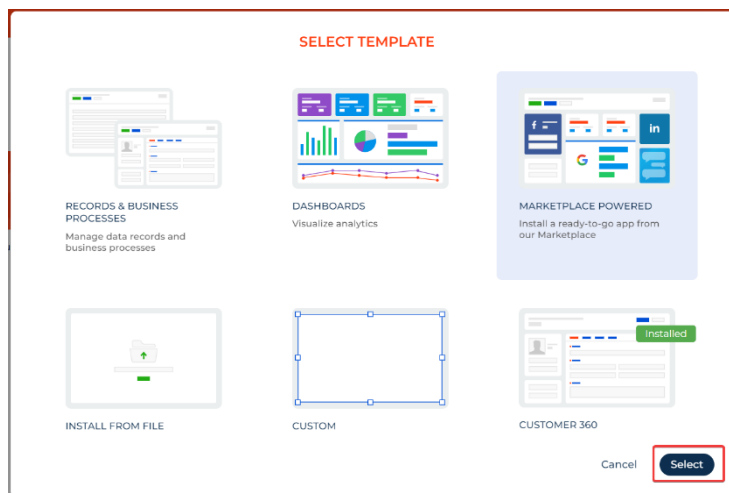 SELECT TEMPLATE
RECORDS & BUSINESS
PROCESSES
Manage data records and
business processes
DASHBOARDS
Visualize analytics
MARKETPLACE POWERED
Install a ready-to-go app from
our Marketplace
INSTALL FROM FILE
CUSTOM
Installed
CUSTOMER 360
Cancel
Select
f
G
in